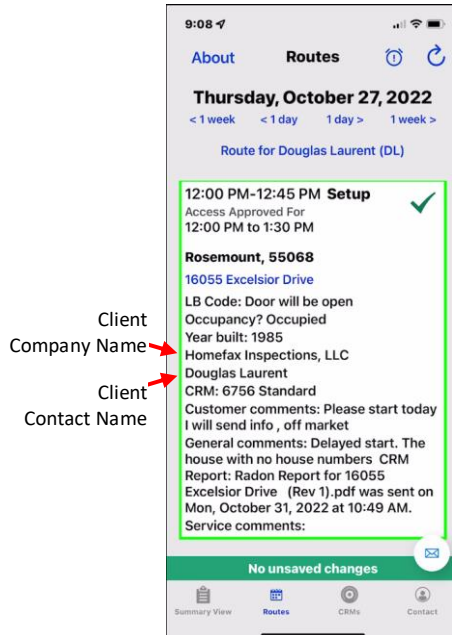 9:08
About Routes
Thursday, October 27, 2022
< 1 week < 1 day 1 day > 1 week >
Route for Douglas Laurent (DL)
12:00 PM-12:45 PM Setup
Access Approved For
12:00 PM to 1:30 PM
Rosemount, 55068
16055 Excelsior Drive
LB Code: Door will be open
Occupancy? Occupied
Year built: 1985
Homefax Inspections, LLC
Douglas Laurent
CRM: 6756 Standard
Customer comments: Please start today
I will send info , off market
General comments: Delayed start. The
house with no house numbers CRM
Report: Radon Report for 16055
Excelsior Drive (Rev 1).pdf was sent on
Mon, October 31, 2022 at 10:49 AM.
Service comments:
No unsaved changes
Summary View Routes CRMs Contact
Client
Company Name
Client
Contact Name